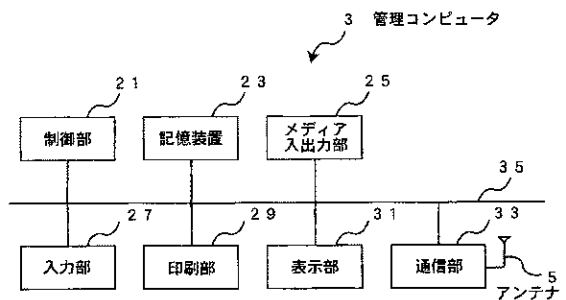 3 管理コンピュータ
21 23 25
制御部 記憶装置 メディア
入出力部
35
27 29 31 33
入力部 印刷部 表示部 通信部
5
アンテナ